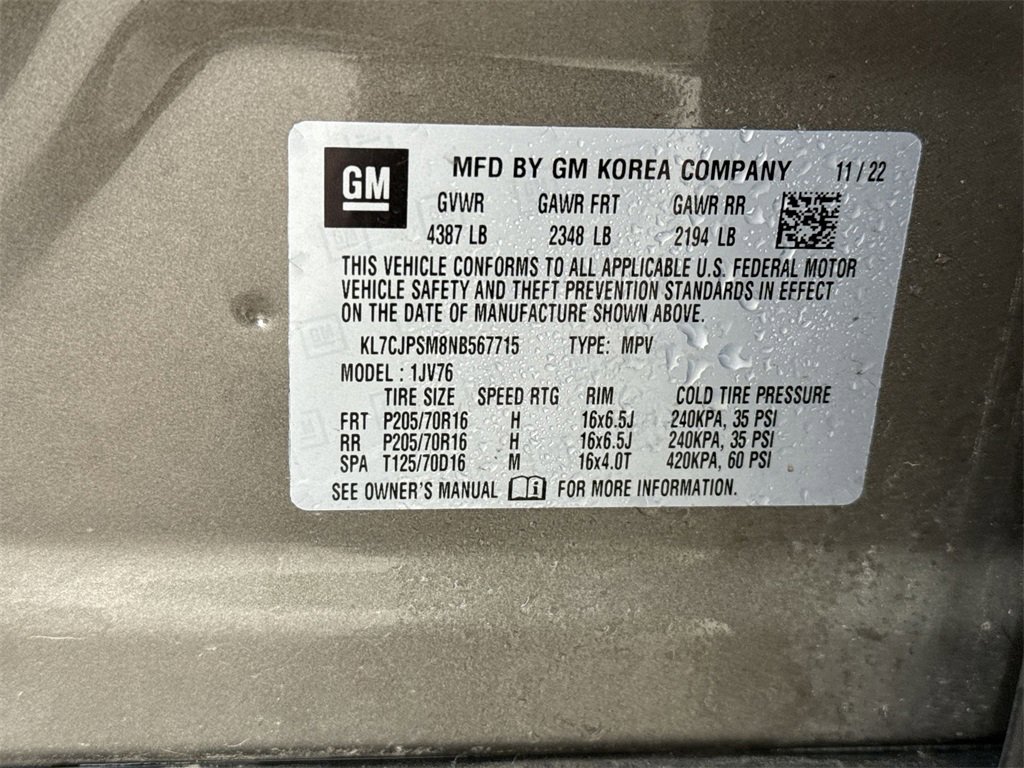 GM
MFD BY GM KOREA COMPANY 11 / 22
GVWR GAWR FRT GAWR RR
4387 LB 2348 LB 2194 LB
THIS VEHICLE CONFORMS TO ALL APPLICABLE U.S. FEDERAL MOTOR
VEHICLE SAFETY AND THEFT PREVENTION STANDARDS IN EFFECT
ON THE DATE OF MANUFACTURE SHOWN ABOVE.
KL7CJPSM8NB567715 TYPE: MPV
MODEL : 1JV76
TIRE SIZE SPEED RTG RIM COLD TIRE PRESSURE
FRT P205/70R16 H 16x6.5J 240KPA, 35 PSI
RR P205/70R16 H 16x6.5J 240KPA, 35 PSI
SPA T125/70D16 M 16x4.0T 420KPA, 60 PSI
SEE OWNER'S MANUAL i FOR MORE INFORMATION.